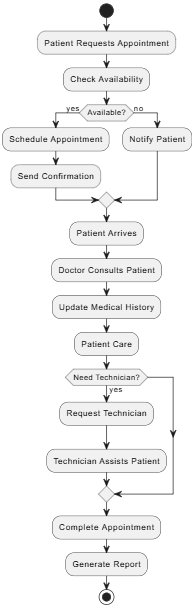 Patient Requests Appointment
Check Availability
Available?
yes
no
Schedule Appointment
Notify Patient
Send Confirmation
Patient Arrives
Doctor Consults Patient
Update Medical History
Patient Care
Need Technician?
yes
Request Technician
Technician Assists Patient
Complete Appointment
Generate Report